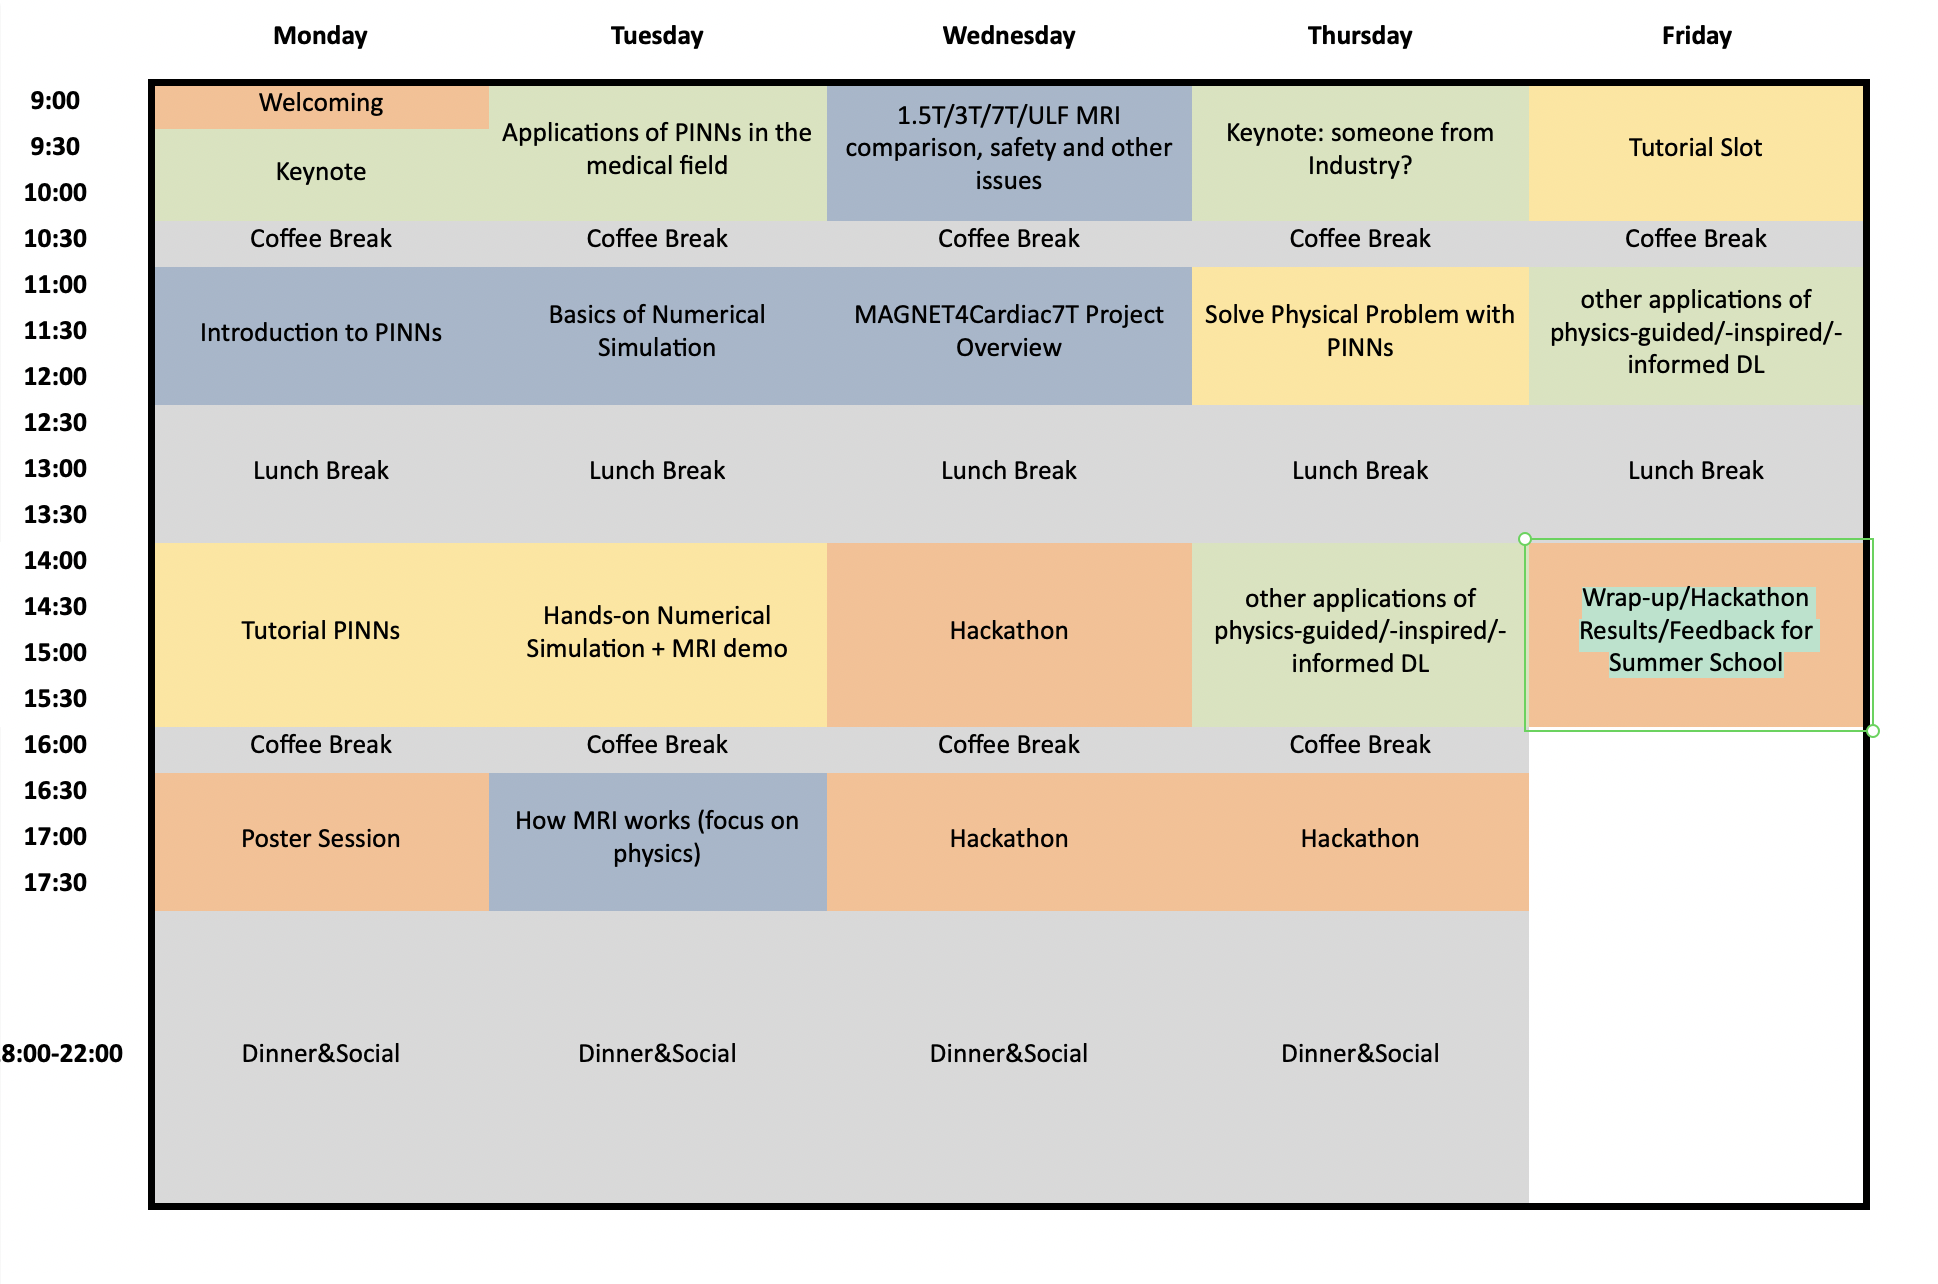 Monday Tuesday Wednesday Thursday Friday
9:00
9:30
10:00
10:30
11:00
11:30
12:00
12:30
13:00
13:30
14:00
14:30
15:00
15:30
16:00
16:30
17:00
17:30
8:00-22:00
Welcoming
Keynote
Coffee Break
Introduction to PINNs
Lunch Break
Tutorial PINNs
Coffee Break
Poster Session
Dinner&Social
Applications of PINNs in the
medical field
Coffee Break
Basics of Numerical
Simulation
Lunch Break
Hands-on Numerical
Simulation + MRI demo
Coffee Break
How MRI works (focus on
physics)
Dinner&Social
1.5T/3T/7T/ULF MRI
comparison, safety and other
issues
Coffee Break
MAGNET4Cardiac7T Project
Overview
Lunch Break
Hackathon
Coffee Break
Hackathon
Dinner&Social
Keynote: someone from
Industry?
Coffee Break
Solve Physical Problem with
PINNs
Lunch Break
other applications of
physics-guided/-inspired/-
informed DL
Coffee Break
Hackathon
Dinner&Social
Tutorial Slot
Coffee Break
other applications of
physics-guided/-inspired/-
informed DL
Lunch Break
Wrap-up/Hackathon
Results/Feedback for
Summer School